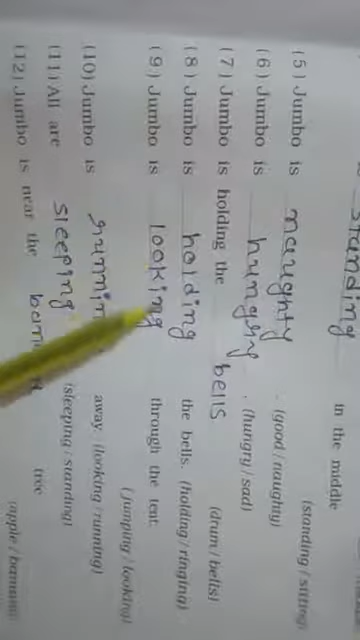 standing in the middle
(standing / sitting)
(5) Jumbo is naughty. (good / naughty)
(6) Jumbo is hungry. (hungry / sad)
(7) Jumbo is holding the bells
(drum / bells)
(8) Jumbo is holding the bells. (holding / ringing)
(9) Jumbo is looking through the tent.
(jumping / looking)
(10) Jumbo is away. (looking / running)
(11) All are sleeping (sleeping / standing)
(12) Jumbo is near the tree
(apple /